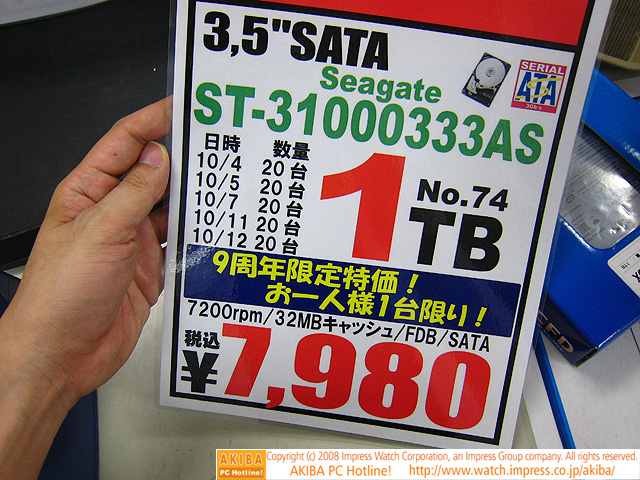 3,5"SATA
Seagate
SERIAL
ATA
3Gb/s
ST-31000333AS
日時 数量
10/4 20台
10/5 20台
10/7 20台
10/11 20台
10/12 20台
1TB
No.74
9周年限定特価！
お一人様1台限り！
7200rpm/32MBキャッシュ/FDB/SATA
税込
¥7,980
AKIBA
PC Hotline!
Copyright (c) 2008 Impress Watch Corporation, an Impress Group company. All rights reserved.
AKIBA PC Hotline! http://www.watch.impress.co.jp/akiba/